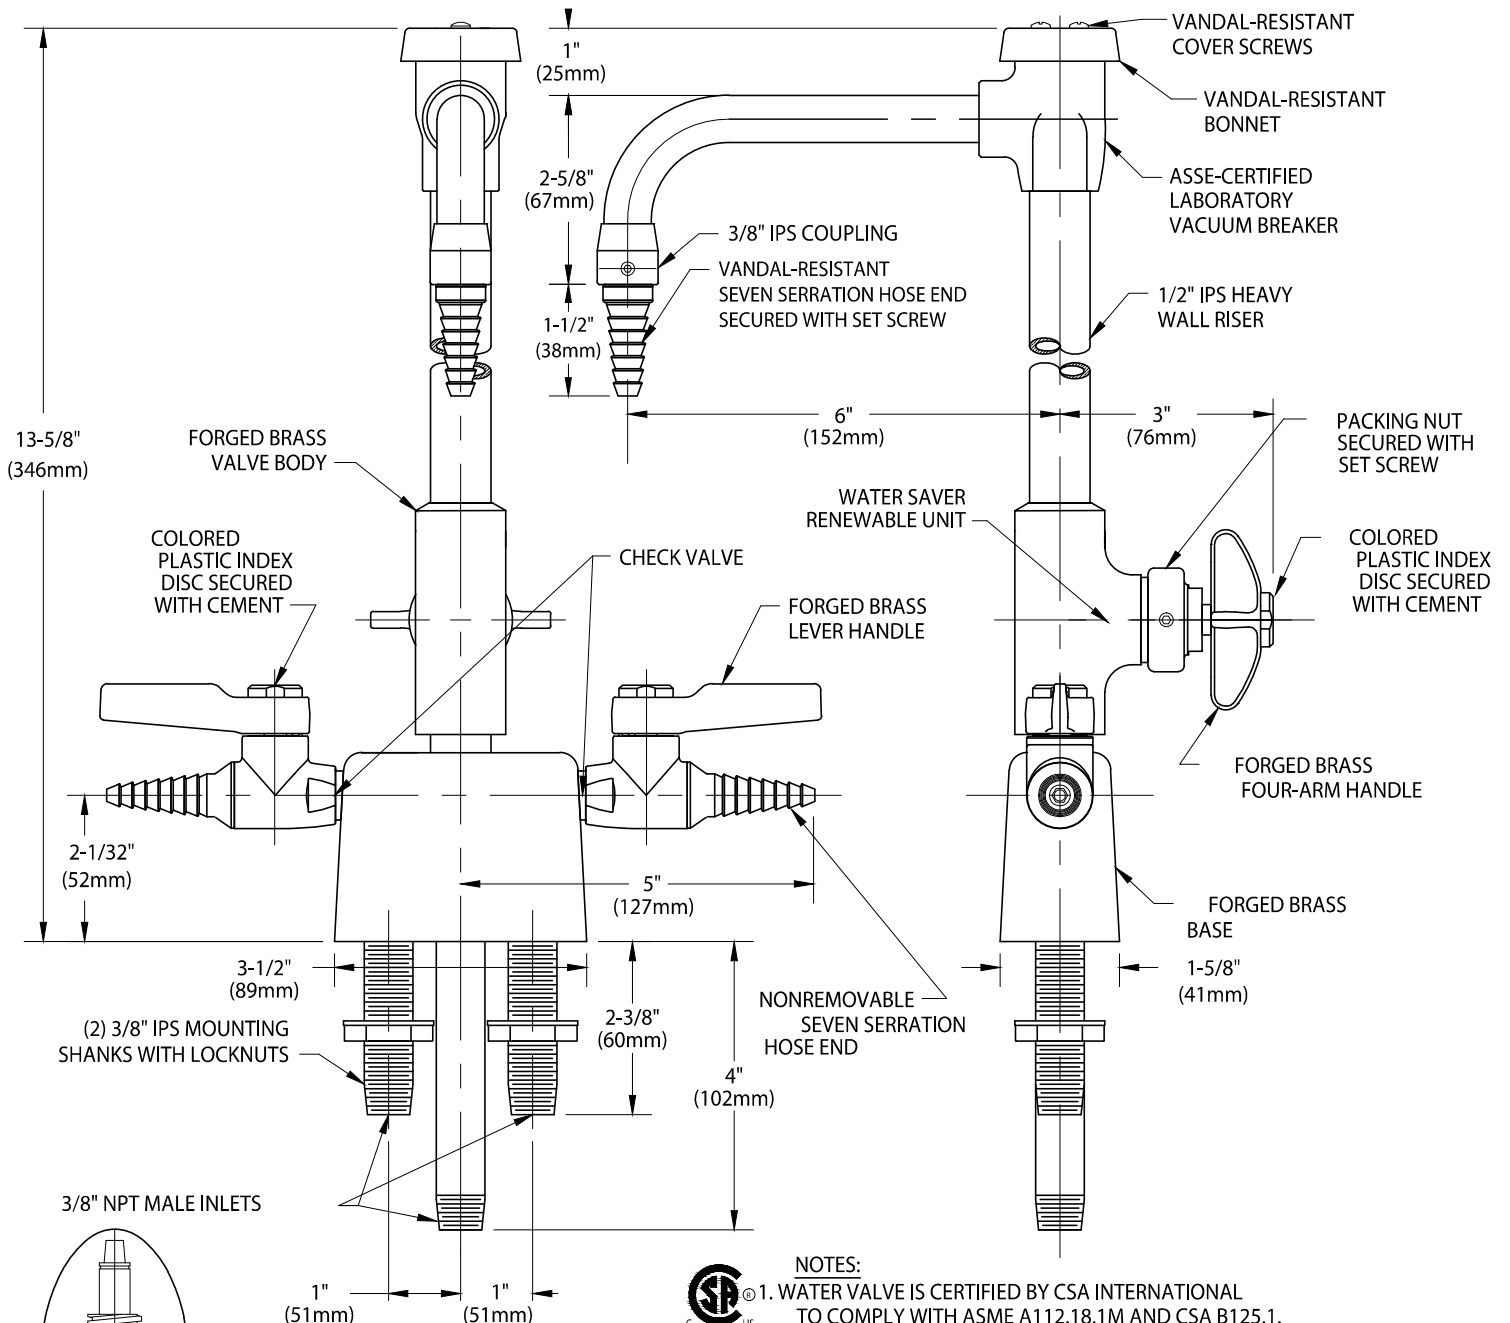 VANDAL-RESISTANT
COVER SCREWS
1"
(25mm)
VANDAL-RESISTANT
BONNET
2-5/8"
(67mm)
ASSE-CERTIFIED
LABORATORY
VACUUM BREAKER
3/8" IPS COUPLING
VANDAL-RESISTANT
SEVEN SERRATION HOSE END
SECURED WITH SET SCREW
1-1/2"
(38mm)
1/2" IPS HEAVY
WALL RISER
6"
(152mm)
3"
(76mm)
13-5/8"
(346mm)
FORGED BRASS
VALVE BODY
PACKING NUT
SECURED WITH
SET SCREW
WATER SAVER
RENEWABLE UNIT
COLORED
PLASTIC INDEX
DISC SECURED
WITH CEMENT
CHECK VALVE
COLORED
PLASTIC INDEX
DISC SECURED
WITH CEMENT
FORGED BRASS
LEVER HANDLE
FORGED BRASS
FOUR-ARM HANDLE
2-1/32"
(52mm)
5"
(127mm)
FORGED BRASS
BASE
3-1/2"
(89mm)
1-5/8"
(41mm)
NONREMOVABLE
SEVEN SERRATION
HOSE END
(2) 3/8" IPS MOUNTING
SHANKS WITH LOCKNUTS
2-3/8"
(60mm)
4"
(102mm)
3/8" NPT MALE INLETS
1"
(51mm)
1"
(51mm)
NOTES:
CSA ®
C US
1. WATER VALVE IS CERTIFIED BY CSA INTERNATIONAL
TO COMPLY WITH ASME A112.18.1M AND CSA B125.1.